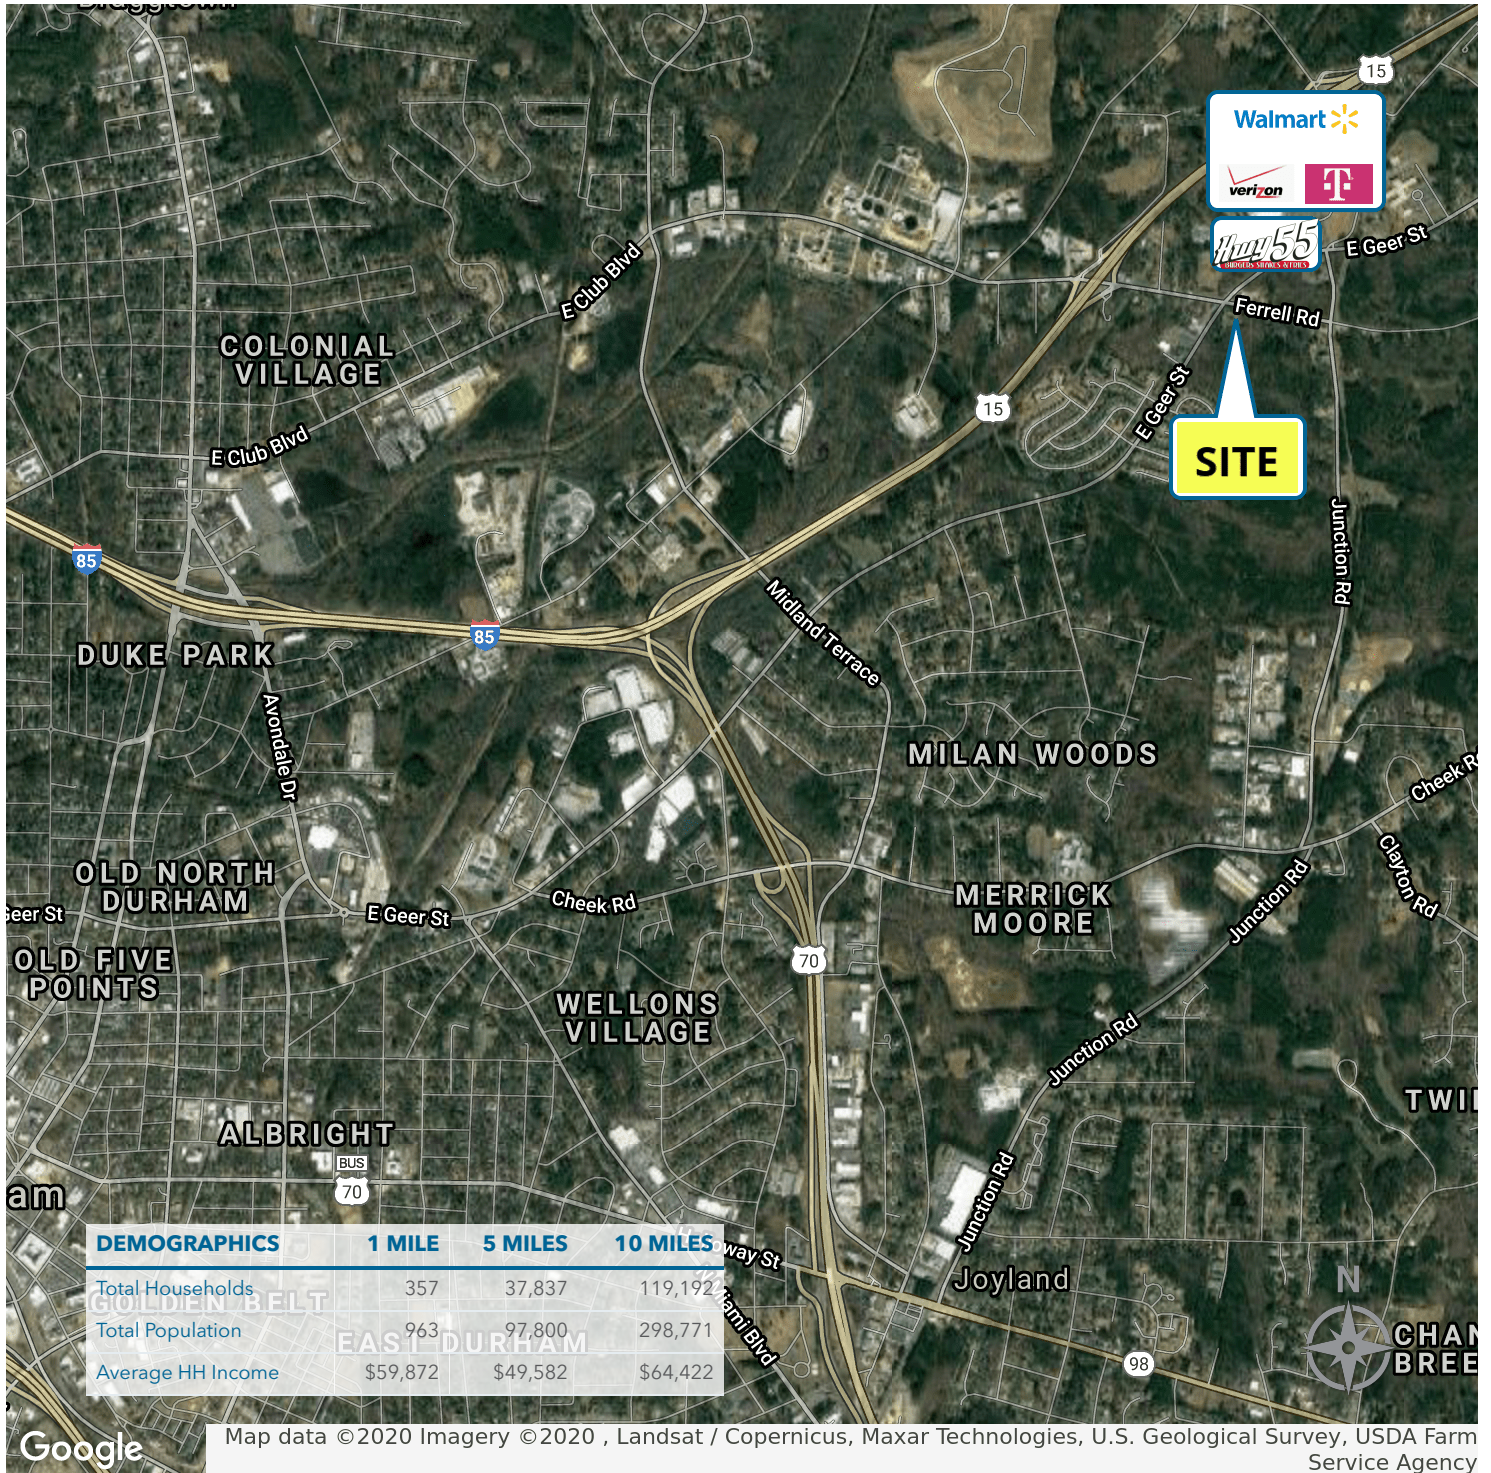 Braggtown
15
Walmart
verizon
T
Hwy 55
BURGERS SHAKES & FRIES
E Geer St
Ferrell Rd
E Club Blvd
COLONIAL
VILLAGE
15
E Geer St
SITE
E Club Blvd
Junction Rd
85
85
Midland Terrace
DUKE PARK
Avondale Dr
MILAN WOODS
Cheek Rd
OLD NORTH
DURHAM
Clayton Rd
Junction Rd
Cheek Rd
MERRICK
MOORE
Geer St
E Geer St
OLD FIVE
POINTS
70
WELLONS
VILLAGE
Junction Rd
TWI
ALBRIGHT
BUS
70
am
Junction Rd
DEMOGRAPHICS 1 MILE 5 MILES 10 MILES
Total Households 357 37,837 119,192
Total Population 963 97,800 298,771
Average HH Income $59,872 $49,582 $64,422
oway St
GOLDEN BELT
EAST DURHAM
iami Blvd
Joyland
N
98
CHAN
BREE
Google
Map data ©2020 Imagery ©2020 , Landsat / Copernicus, Maxar Technologies, U.S. Geological Survey, USDA Farm
Service Agency